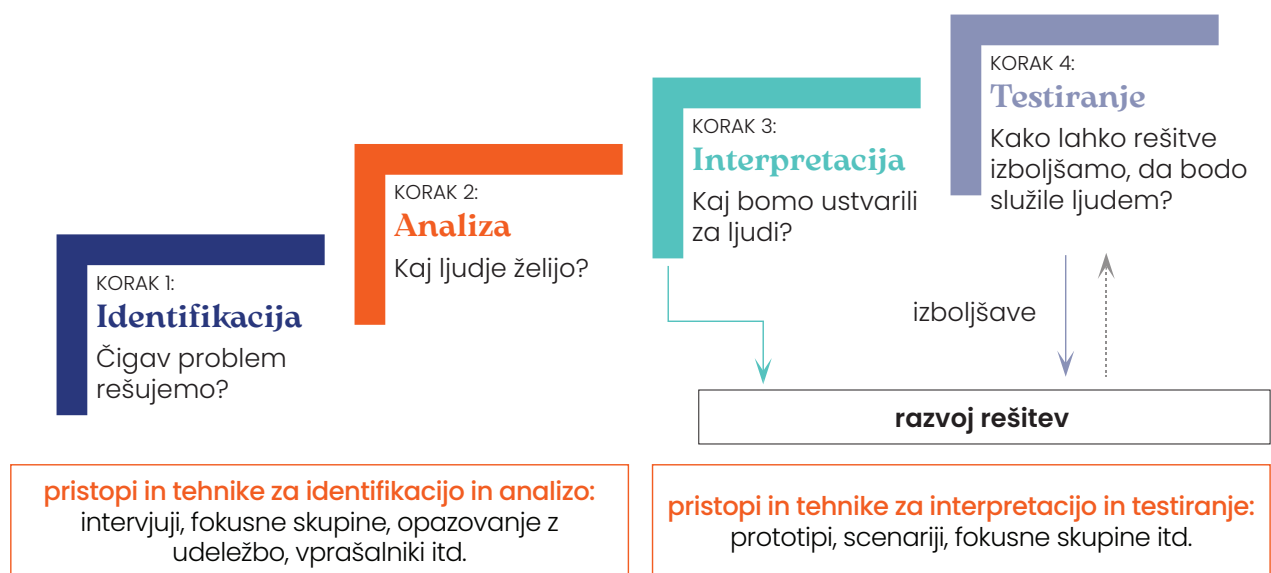 KORAK 1:
Identifikacija
Čigav problem
rešujemo?
KORAK 2:
Analiza
Kaj ljudje želijo?
KORAK 3:
Interpretacija
Kaj bomo ustvarili
za ljudi?
KORAK 4:
Testiranje
Kako lahko rešitve
izboljšamo, da bodo
služile ljudem?
izboljšave
razvoj rešitev
pristopi in tehnike za identifikacijo in analizo:
intervjuji, fokusne skupine, opazovanje z
udeležbo, vprašalniki itd.
pristopi in tehnike za interpretacijo in testiranje:
prototipi, scenariji, fokusne skupine itd.